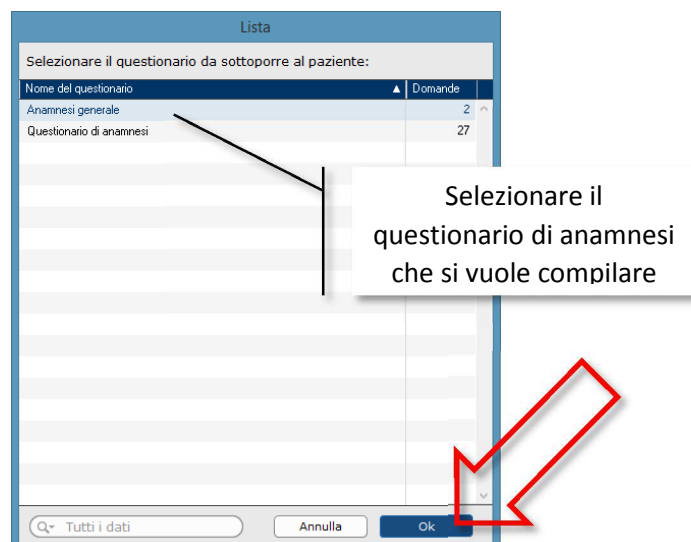 Lista
Selezionare il questionario da sottoporre al paziente:
Nome del questionario ▲ Domande
Anamnesi generale 2
Questionario di anamnesi 27
Selezionare il
questionario di anamnesi
che si vuole compilare
Tutti i dati Annulla Ok